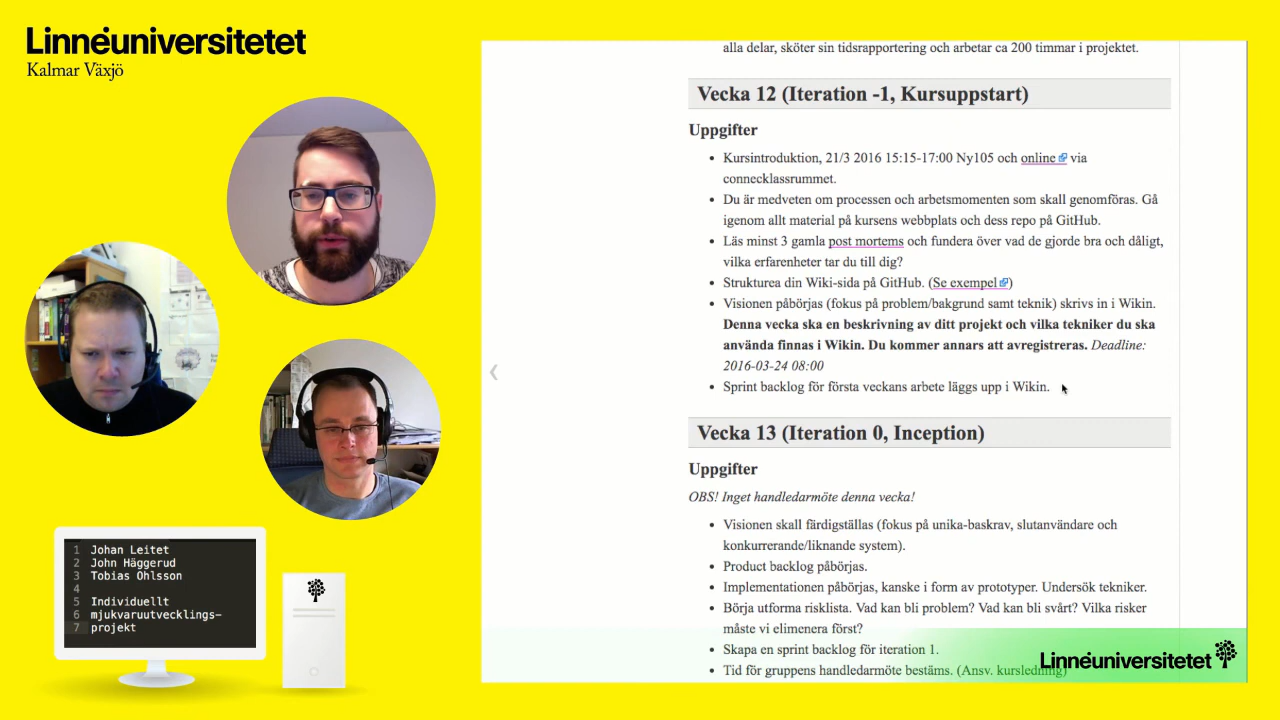 Linnéuniversitetet
Kalmar Växjö
alla delar, sköter sin tidsrapportering och arbetar ca 200 timmar i projektet.
Vecka 12 (Iteration -1, Kursuppstart)
Uppgifter
• Kursintroduktion, 21/3 2016 15:15-17:00 Ny105 och online via
connecklassrummet.
• Du är medveten om processen och arbetsmomenten som skall genomföras. Gå
igenom allt material på kursens webbplats och dess repo på GitHub.
• Läs minst 3 gamla post mortems och fundera över vad de gjorde bra och dåligt,
vilka erfarenheter tar du till dig?
• Strukturea din Wiki-sida på GitHub. (Se exempel)
• Visionen påbörjas (fokus på problem/bakgrund samt teknik) skrivs in i Wikin.
Denna vecka ska en beskrivning av ditt projekt och vilka tekniker du ska
använda finnas i Wikin. Du kommer annars att avregistreras. Deadline:
2016-03-24 08:00
• Sprint backlog för första veckans arbete läggs upp i Wikin.
Vecka 13 (Iteration 0, Inception)
Uppgifter
OBS! Inget handledarmöte denna vecka!
• Visionen skall färdigställas (fokus på unika-baskrav, slutanvändare och
konkurrerande/liknande system).
• Product backlog påbörjas.
• Implementationen påbörjas, kanske i form av prototyper. Undersök tekniker.
• Börja utforma risklista. Vad kan bli problem? Vad kan bli svårt? Vilka risker
måste vi elimenera först?
• Skapa en sprint backlog för iteration 1.
• Tid för gruppens handledarmöte bestäms. (Ansv. kursledning)
1 Johan Leitet
2 John Häggerud
3 Tobias Ohlsson
4
5 Individuellt
6 mjukvaruutvecklings-
7 projekt
Linnéuniversitetet